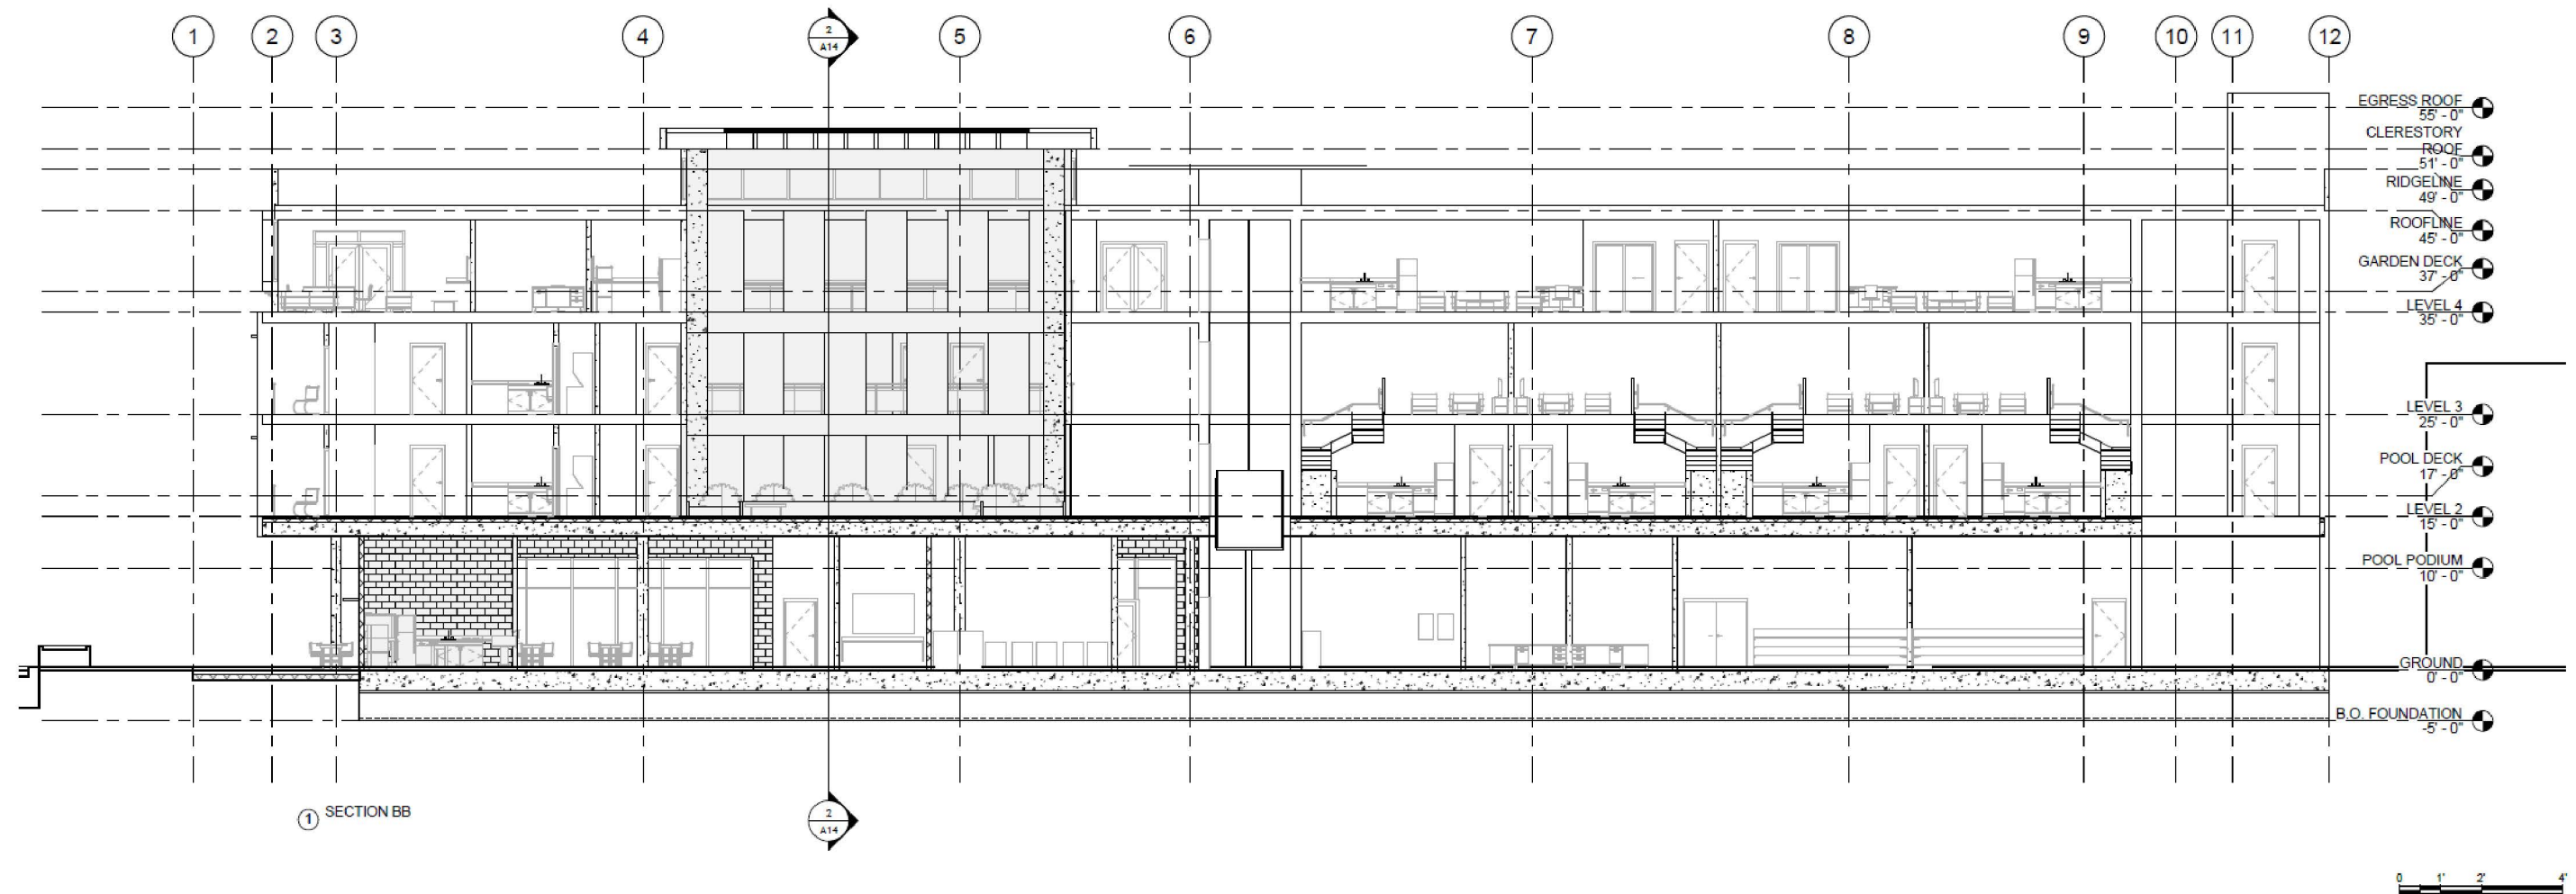 1 2 3 4 2 5 6 7 8 9 10 11 12
A14
EGRESS ROOF
55' - 0"
CLERESTORY
ROOF
51' - 0"
RIDGELINE
49' - 0"
ROOFLINE
45' - 0"
GARDEN DECK
37' - 0"
LEVEL 4
35' - 0"
LEVEL 3
25' - 0"
POOL DECK
17' - 0"
LEVEL 2
15' - 0"
POOL PODIUM
10' - 0"
GROUND
0' - 0"
B.O. FOUNDATION
-5' - 0"
1 SECTION BB
2
A14
0 1' 2' 4'